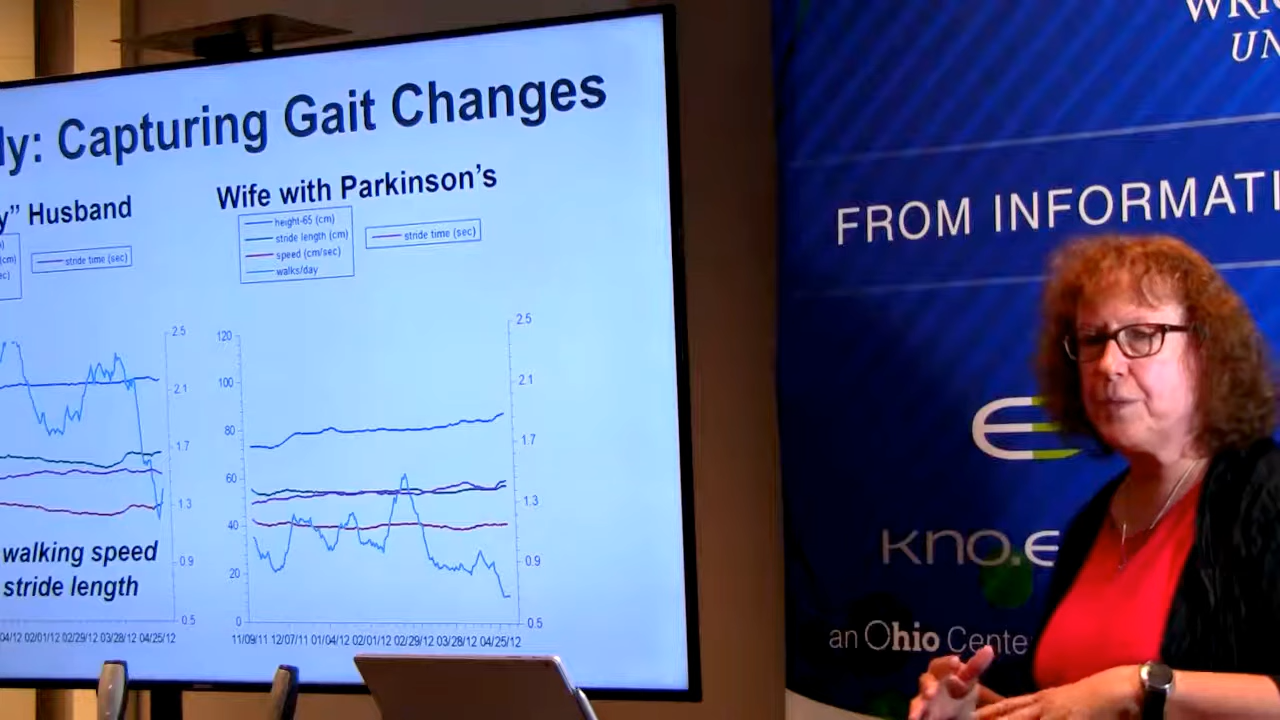 ly: Capturing Gait Changes
y” Husband
Wife with Parkinson's
height-65 (cm)
stride length (cm)
speed (cm/sec)
walks/day
stride time (sec)
stride time (sec)
2.5
2.1
1.7
1.3
0.9
0.5
120
100
80
60
40
20
0
2.5
2.1
1.7
1.3
0.9
0.5
walking speed
stride length
04/12 02/01/12 02/29/12 03/28/12 04/25/12
11/09/11 12/07/11 01/04/12 02/01/12 02/29/12 03/28/12 04/25/12
UN
FROM INFORMATI
kno.e
an Ohio Cente